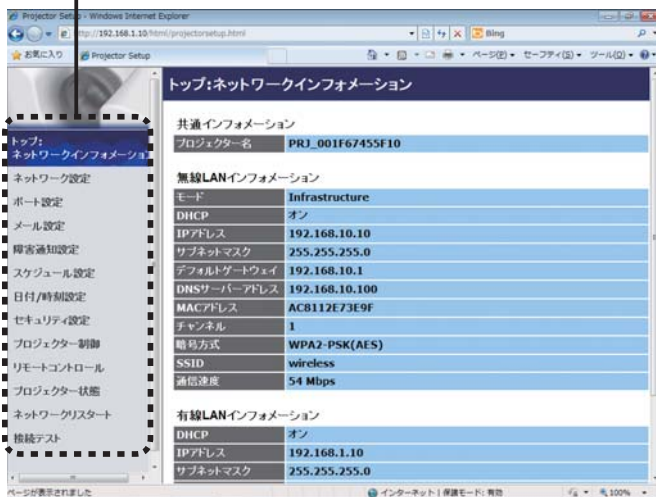 Projector Setup - Windows Internet Explorer
http://192.168.1.10/html/projectorsetup.html
Bing
お気に入り
Projector Setup
ページ(P)
セーフティ(S)
ツール(O)
トップ:
ネットワークインフォメーション
ネットワーク設定
ポート設定
メール設定
障害通知設定
スケジュール設定
日付/時刻設定
セキュリティ設定
プロジェクター制御
リモートコントロール
プロジェクター状態
ネットワークリスタート
接続テスト
トップ:ネットワークインフォメーション
共通インフォメーション
プロジェクター名 PRJ_001F67455F10
無線LANインフォメーション
モード Infrastructure
DHCP オン
IPアドレス 192.168.10.10
サブネットマスク 255.255.255.0
デフォルトゲートウェイ 192.168.10.1
DNSサーバーアドレス 192.168.10.100
MACアドレス AC8112E73E9F
チャンネル 1
暗号方式 WPA2-PSK(AES)
SSID wireless
通信速度 54 Mbps
有線LANインフォメーション
DHCP オン
IPアドレス 192.168.1.10
サブネットマスク 255.255.255.0
ページが表示されました
インターネット | 保護モード: 有効
100%